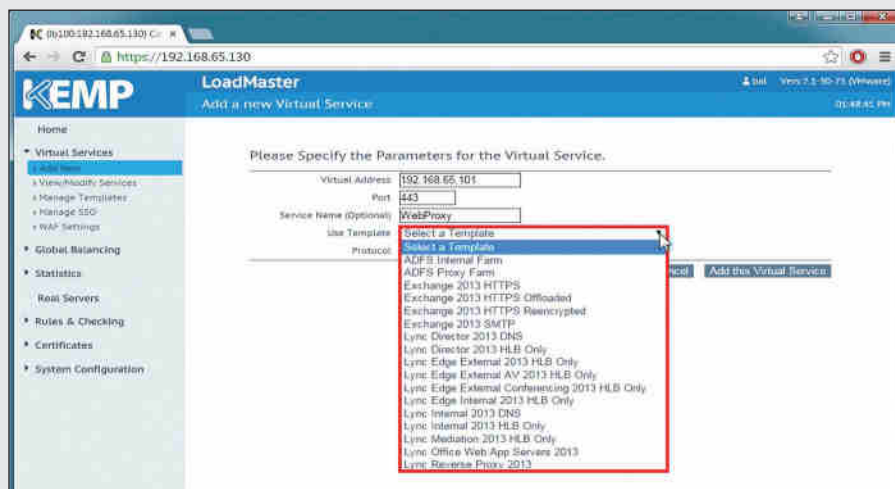 https://192.168.65.130
KEMP
LoadMaster
Add a new Virtual Service
bal
(VMware)
Home
Virtual Services
Add New
View/Modify Services
Manage Templates
Manage SSO
WAF Settings
Global Balancing
Statistics
Real Servers
Rules & Checking
Certificates
System Configuration
Please Specify the Parameters for the Virtual Service.
Virtual Address 192.168.65.101
Port 443
Service Name (Optional) WebProxy
Use Template Select a Template
Protocol
Select a Template
ADFS Internal Farm
ADFS Proxy Farm
Exchange 2013 HTTPS
Exchange 2013 HTTPS Offloaded
Exchange 2013 HTTPS Reencrypted
Exchange 2013 SMTP
Lync Director 2013 DNS
Lync Director 2013 HLB Only
Lync Edge External 2013 HLB Only
Lync Edge External AV 2013 HLB Only
Lync Edge External Conferencing 2013 HLB Only
Lync Edge Internal 2013 HLB Only
Lync Internal 2013 DNS
Lync Internal 2013 HLB Only
Lync Mediation 2013 HLB Only
Lync Office Web App Servers 2013
Lync Reverse Proxy 2013
Add this Virtual Service